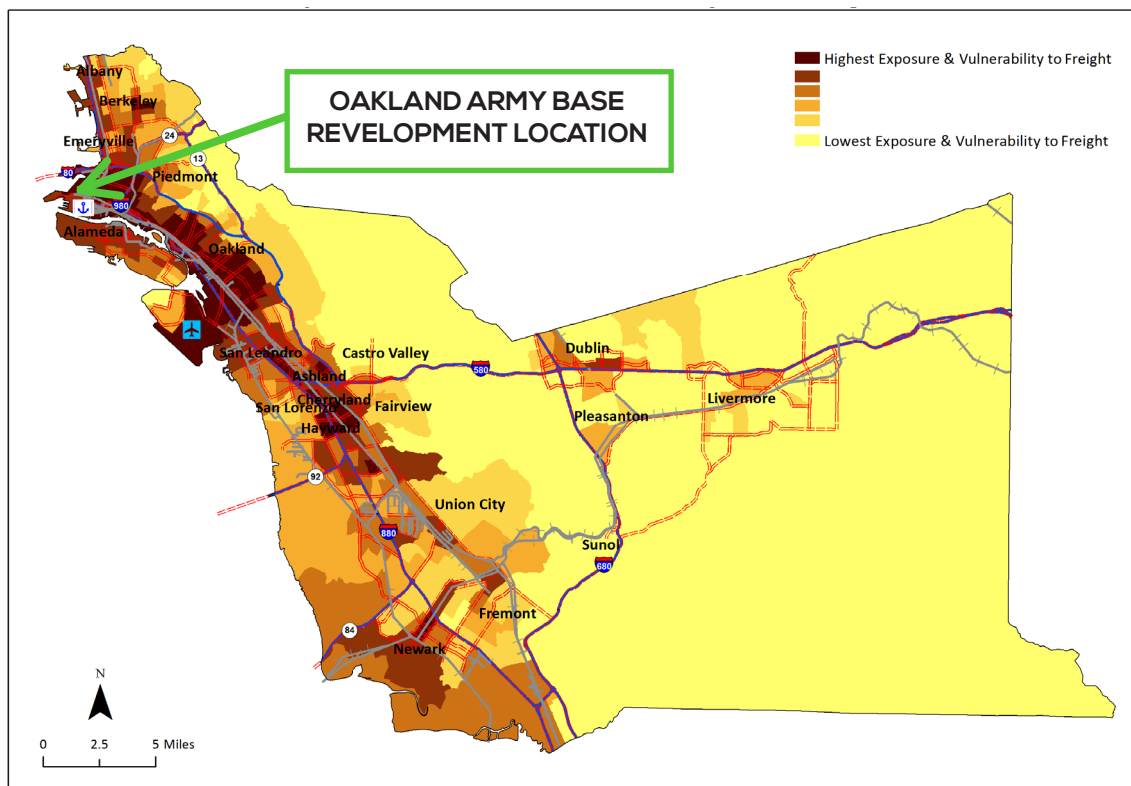 Highest Exposure & Vulnerability to Freight
Lowest Exposure & Vulnerability to Freight
OAKLAND ARMY BASE
REVELOPMENT LOCATION
Albany
Berkeley
Emeryville
24
13
80
Piedmont
980
Alameda
Oakland
San Leandro
Castro Valley
580
Dublin
Ashland
Cherryland
San Lorenzo
Fairview
Hayward
Pleasanton
Livermore
92
Union City
880
Sunol
680
Fremont
84
Newark
N
0 2.5 5 Miles